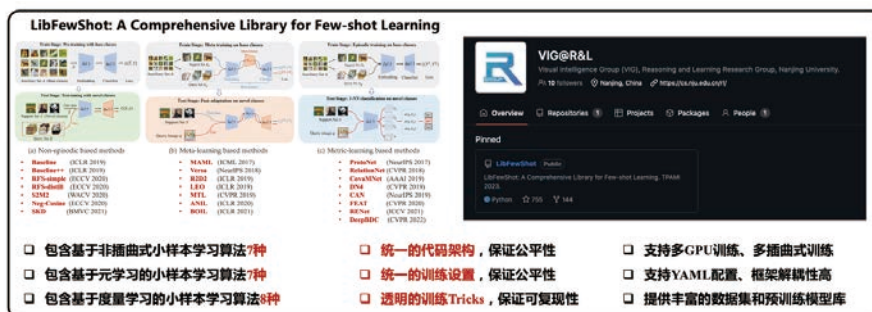 LibFewShot: A Comprehensive Library for Few-shot Learning
(a) Non-episodic based methods
Baseline (ICLR 2019)
Baseline++ (ICLR 2019)
RFS-simple (ECCV 2020)
RFS-distill (ECCV 2020)
S2M2 (WACV 2020)
Neg-Cosine (ECCV 2020)
SKD (BMVC 2021)
(b) Meta-learning based methods
MAML (ICML 2017)
Versa (NeurIPS 2018)
R2D2 (ICLR 2019)
LEO (ICLR 2019)
MTL (CVPR 2019)
ANIL (ICLR 2020)
BOIL (ICLR 2021)
(c) Metric-learning based methods
ProtoNet (NeurIPS 2017)
RelationNet (CVPR 2018)
CovaMNet (AAAI 2019)
DN4 (CVPR 2019)
CAN (NeurIPS 2019)
FEAT (CVPR 2020)
RENet (ICCV 2021)
DeepBDC (CVPR 2022)
VIG@R&L
Visual Intelligence Group (VIG), Reasoning and Learning Research Group, Nanjing University.
10 followers Nanjing, China https://cs.nju.edu.cn/rl/
Overview Repositories 1 Projects Packages People 1
Pinned
LibFewShot Public
LibFewShot: A Comprehensive Library for Few-shot Learning. TPAMI
2023.
Python 755 144
包含基于非插曲式小样本学习算法7种
包含基于元学习的小样本学习算法7种
包含基于度量学习的小样本学习算法8种
统一的代码架构，保证公平性
统一的训练设置，保证公平性
透明的训练Tricks，保证可复现性
支持多GPU训练、多插曲式训练
支持YAML配置、框架解耦性高
提供丰富的数据集和预训练模型库